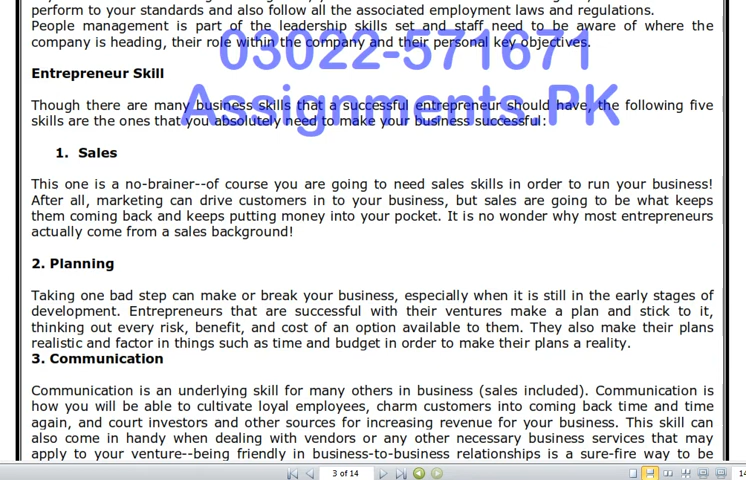 perform to your standards and also follow all the associated employment laws and regulations.
People management is part of the leadership skills set and staff need to be aware of where the
company is heading, their role within the company and their personal key objectives.
03022-571671
Entrepreneur Skill
Assignments.PK
Though there are many business skills that a successful entrepreneur should have, the following five
skills are the ones that you absolutely need to make your business successful:
1. Sales
This one is a no-brainer--of course you are going to need sales skills in order to run your business!
After all, marketing can drive customers in to your business, but sales are going to be what keeps
them coming back and keeps putting money into your pocket. It is no wonder why most entrepreneurs
actually come from a sales background!
2. Planning
Taking one bad step can make or break your business, especially when it is still in the early stages of
development. Entrepreneurs that are successful with their ventures make a plan and stick to it,
thinking out every risk, benefit, and cost of an option available to them. They also make their plans
realistic and factor in things such as time and budget in order to make their plans a reality.
3. Communication
Communication is an underlying skill for many others in business (sales included). Communication is
how you will be able to cultivate loyal employees, charm customers into coming back time and time
again, and court investors and other sources for increasing revenue for your business. This skill can
also come in handy when dealing with vendors or any other necessary business services that may
apply to your venture--being friendly in business-to-business relationships is a sure-fire way to be
3 of 14